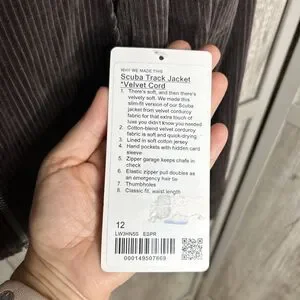 WHY WE MADE THIS
Scuba Track Jacket
*Velvet Cord
1. There's soft, and then there's
velvety soft. We made this
slim-fit version of our Scuba
jacket from velvet corduroy
fabric for that extra touch of
luxe you didn't know you needed
2. Cotton-blend velvet corduroy
fabric is soft and quick-drying
3. Lined in soft cotton jersey
4. Hand pockets with hidden card
sleeve
5. Zipper garage keeps chafe in
check
6. Elastic zipper pull doubles as
an emergency hair tie
7. Thumbholes
8. Classic fit, waist length
12
LW3HN5S ESPR
000149507869